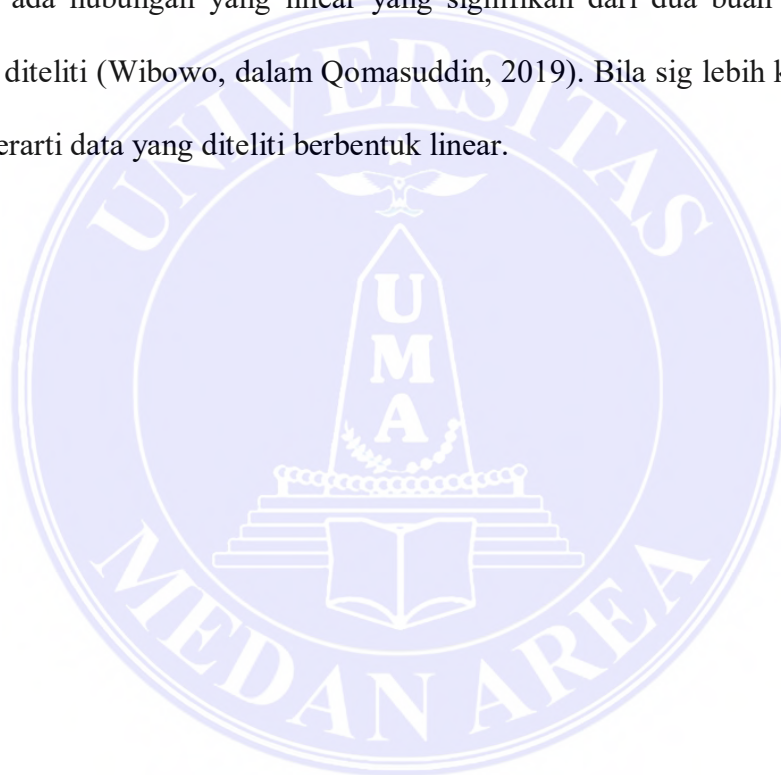 ada hubungan yang linear yang signifikan dari dua buah
diteliti (Wibowo, dalam Qomasuddin, 2019). Bila sig lebih k
erarti data yang diteliti berbentuk linear.
UNIVERSITAS
UMA
MEDAN AREA